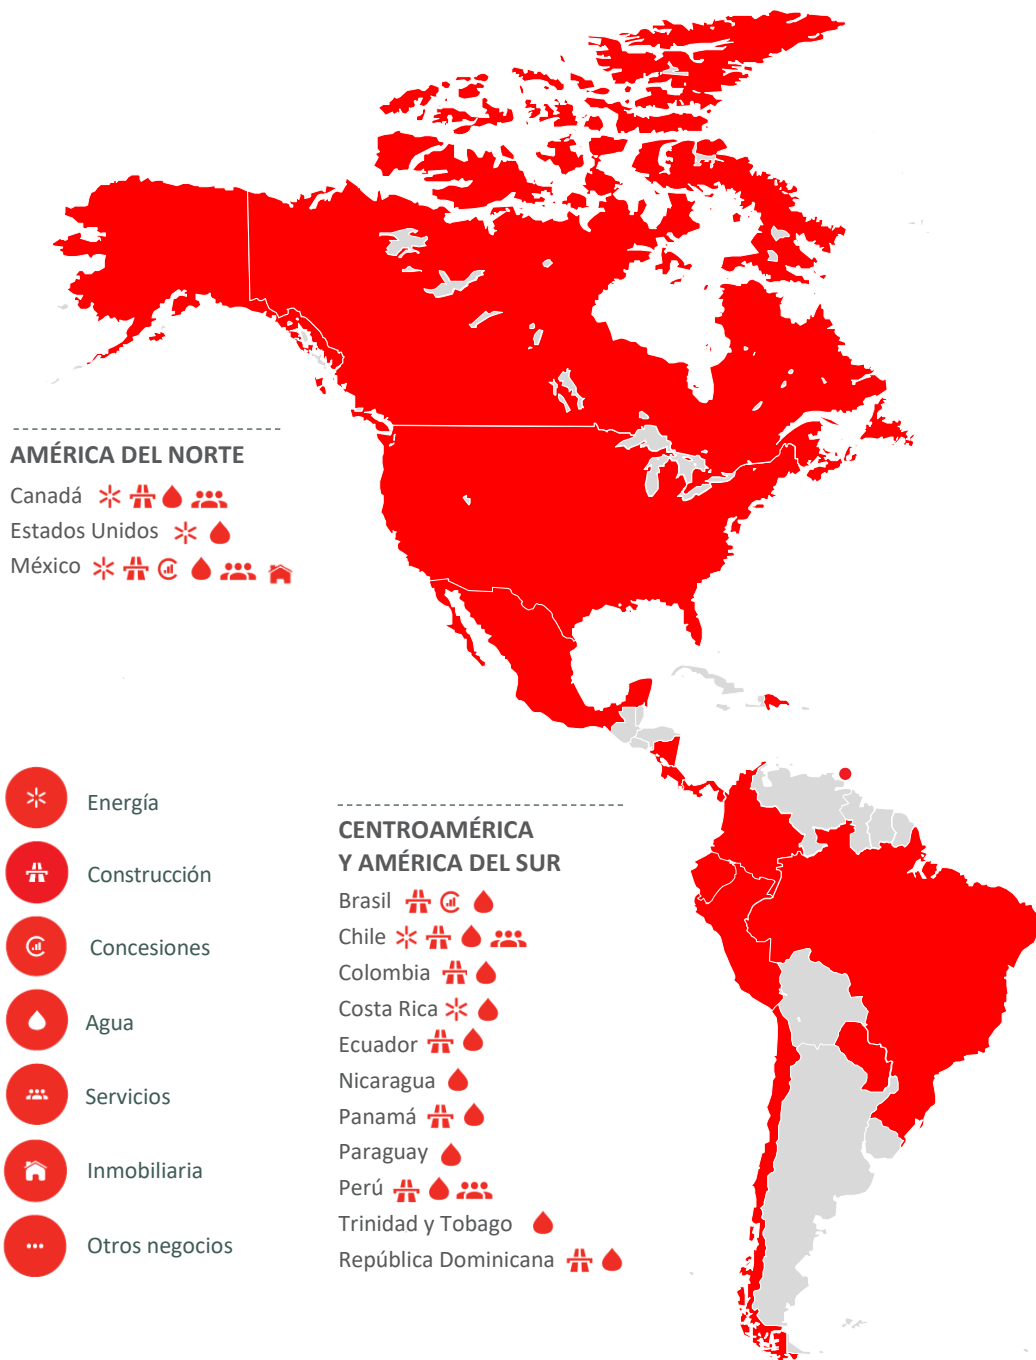 AMÉRICA DEL NORTE
Canadá
Estados Unidos
México
Energía
Construcción
Concesiones
Agua
Servicios
Inmobiliaria
Otros negocios
CENTROAMÉRICA
Y AMÉRICA DEL SUR
Brasil
Chile
Colombia
Costa Rica
Ecuador
Nicaragua
Panamá
Paraguay
Perú
Trinidad y Tobago
República Dominicana